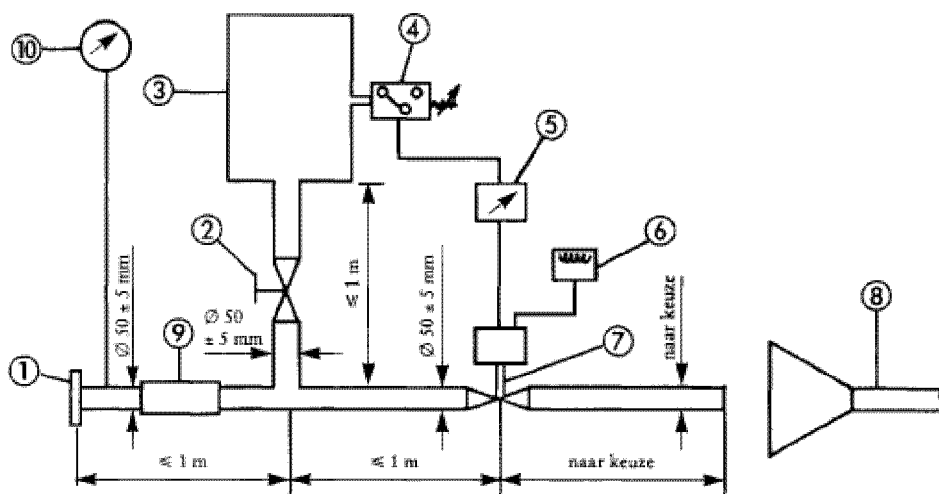 10
3
4
5
2
6
≤ 1 m
Ø 50 ± 5 mm
Ø 50 ± 5 mm
naar keuze
8
Ø 50
± 5 mm
9
7
1
≤ 1 m
≤ 1 m
naar keuze